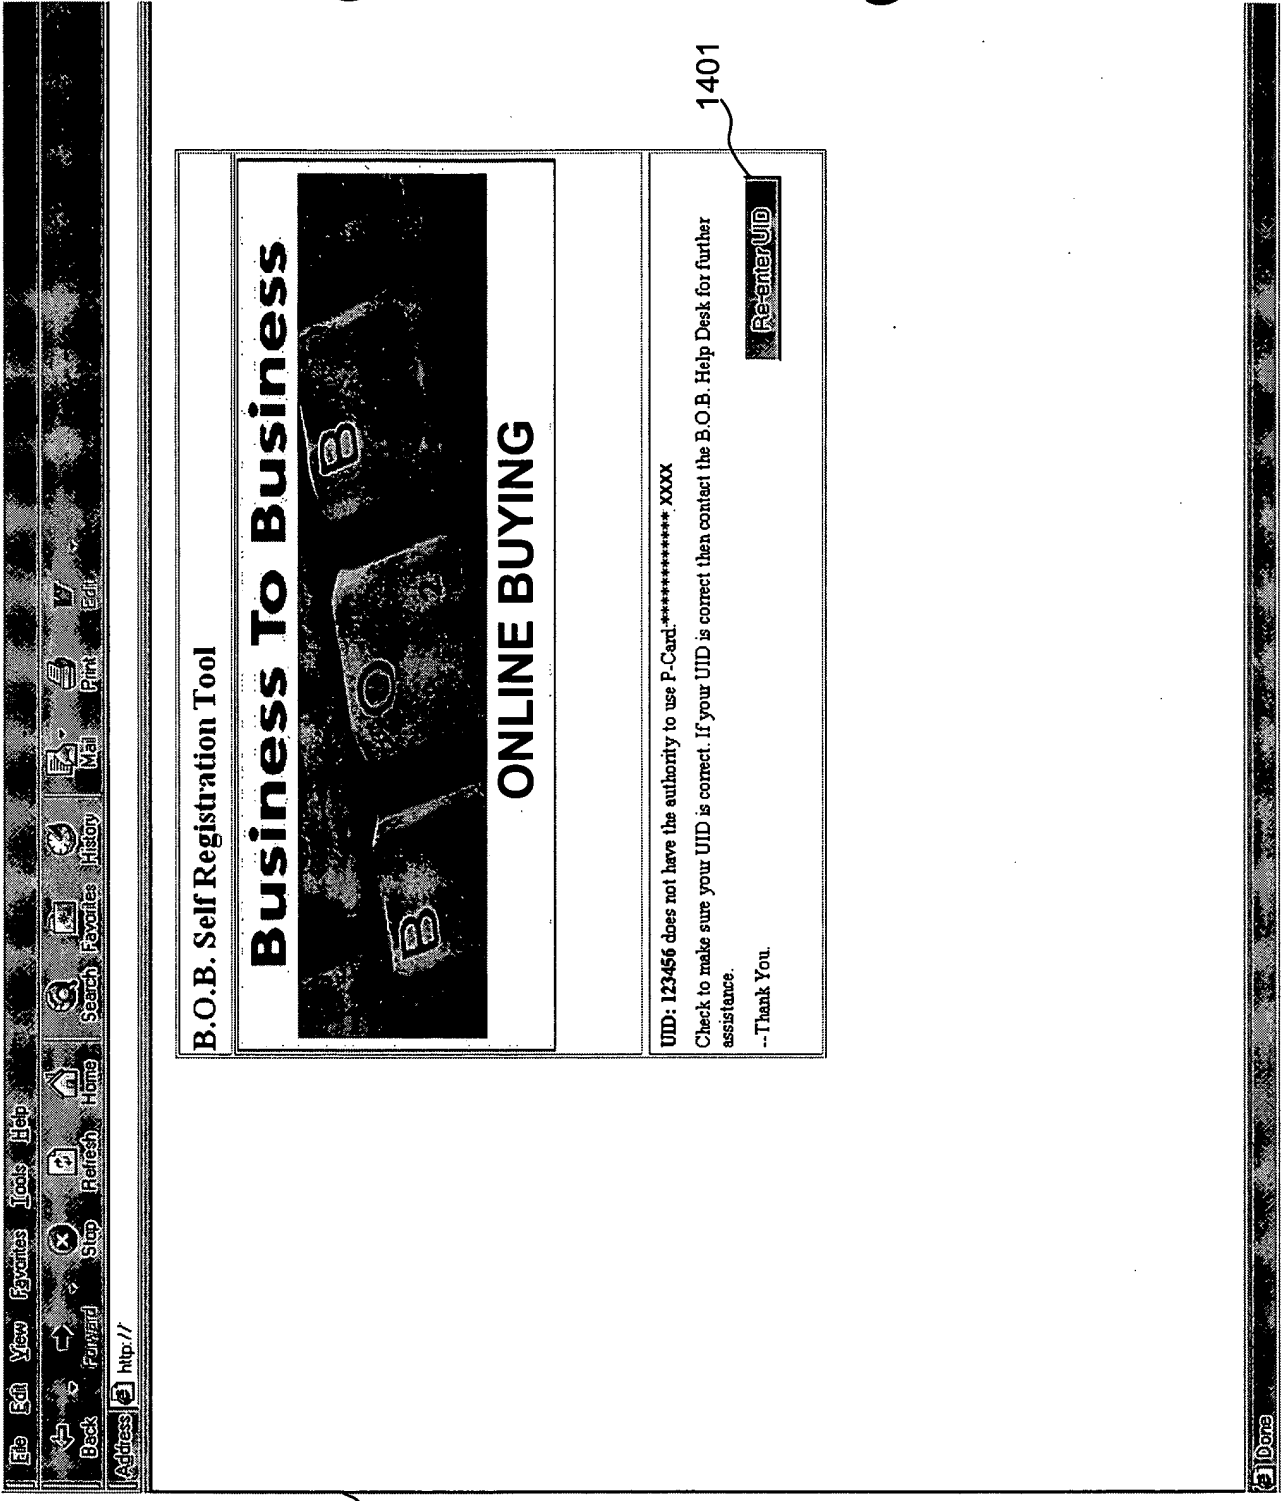 File Edit View Favorites Tools Help
Back Forward Stop Refresh Home Search Favorites History Mail Print Edit
Address http://
B.O.B. Self Registration Tool
Business To Business
B O B
ONLINE BUYING
UID: 123456 does not have the authority to use P-Card:************ XXXX
Check to make sure your UID is correct. If your UID is correct then contact the B.O.B. Help Desk for further
assistance.
--Thank You.
Re-enter UID
1401
Done